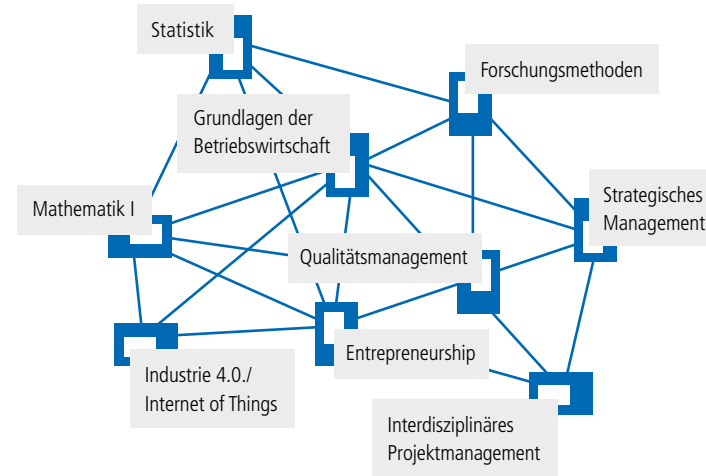 Statistik
Forschungsmethoden
Grundlagen der
Betriebswirtschaft
Mathematik I
Strategisches
Management
Qualitätsmanagement
Entrepreneurship
Industrie 4.0./
Internet of Things
Interdisziplinäres
Projektmanagement